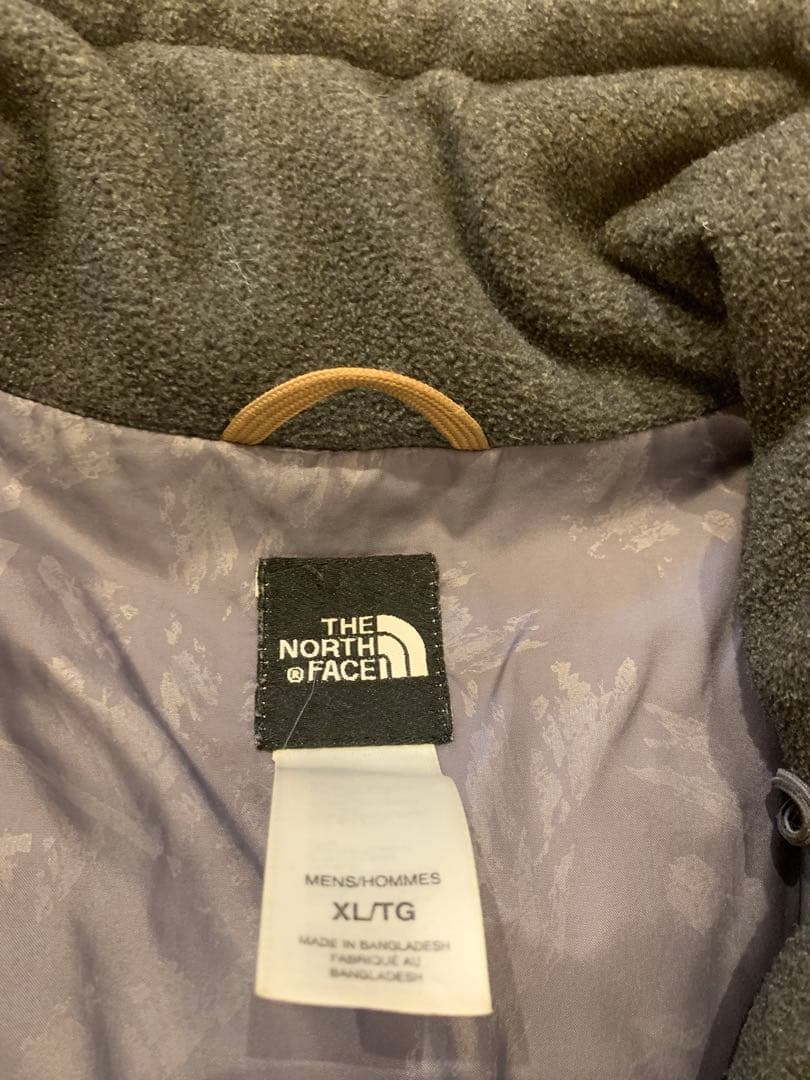 THE
NORTH
® FACE
MENS/HOMMES
XL/TG
MADE IN BANGLADESH
FABRIQUÉ AU
BANGLADESH